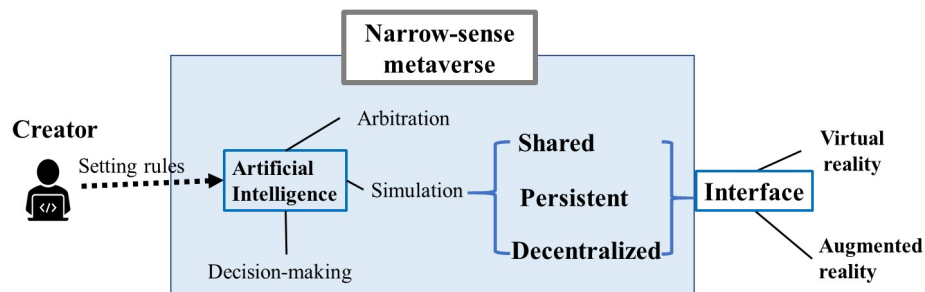 Narrow-sense
metaverse
Creator
Setting rules
Artificial
Intelligence
Arbitration
Simulation
Decision-making
Shared
Persistent
Decentralized
Interface
Virtual
reality
Augmented
reality